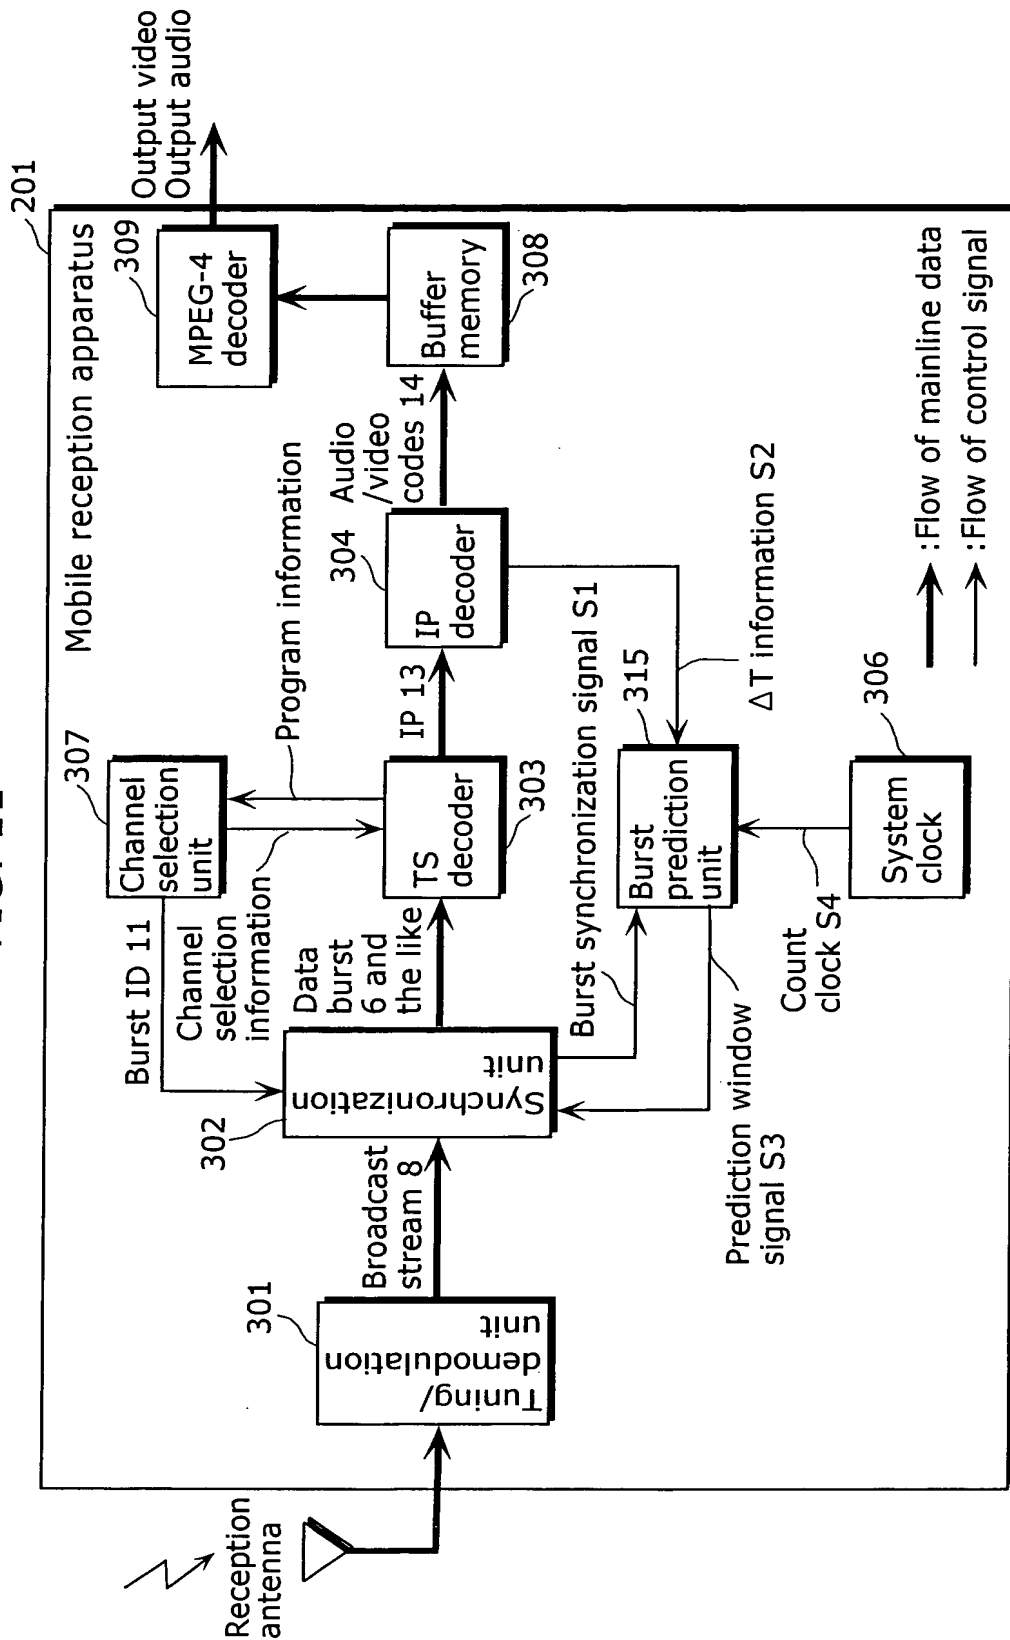 201
Mobile reception apparatus
Reception
antenna
301
Tuning/
demodulation
unit
Broadcast
stream 8
302
Synchronization
unit
Burst ID 11
Channel
selection
information
307
Channel
selection
unit
Program information
Data
burst
6 and
the like
TS
decoder
303
IP 13
304
IP
decoder
Audio
/video
codes 14
Buffer
memory
308
309
MPEG-4
decoder
Output video
Output audio
Burst synchronization signal S1
315
Burst
prediction
unit
△T information S2
Prediction window
signal S3
Count
clock S4
System
clock
306
:Flow of mainline data
:Flow of control signal